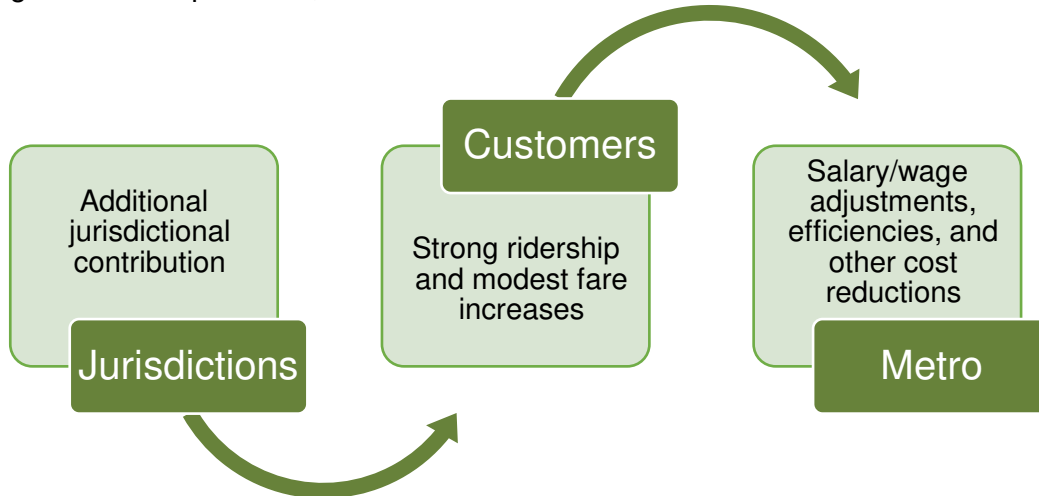 Additional
jurisdictional
contribution
Jurisdictions
Customers
Strong ridership
and modest fare
increases
Salary/wage
adjustments,
efficiencies, and
other cost
reductions
Metro